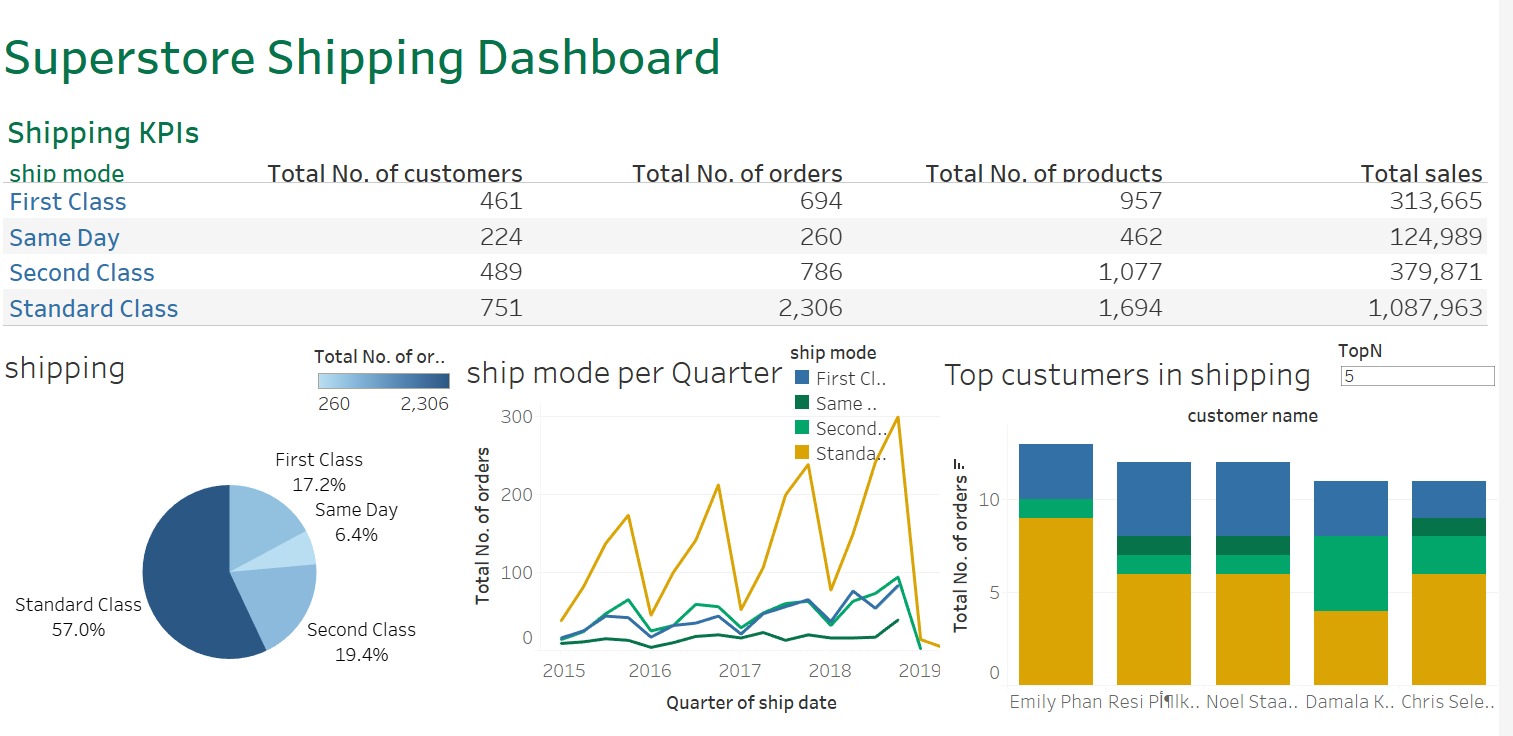 Superstore Shipping Dashboard
Shipping KPIs
ship mode Total No. of customers Total No. of orders Total No. of products Total sales
First Class 461 694 957 313,665
Same Day 224 260 462 124,989
Second Class 489 786 1,077 379,871
Standard Class 751 2,306 1,694 1,087,963
shipping
Total No. of or..
260 2,306
First Class
17.2%
Same Day
6.4%
Standard Class
57.0%
Second Class
19.4%
ship mode per Quarter
ship mode
First Cl..
Same ..
Second..
Standa..
Total No. of orders
300
200
100
0
2015 2016 2017 2018 2019
Quarter of ship date
Top custumers in shipping
TopN
5
customer name
Total No. of orders
10
5
0
Emily Phan Resi Noel Staa.. Damala K.. Chris Sele..